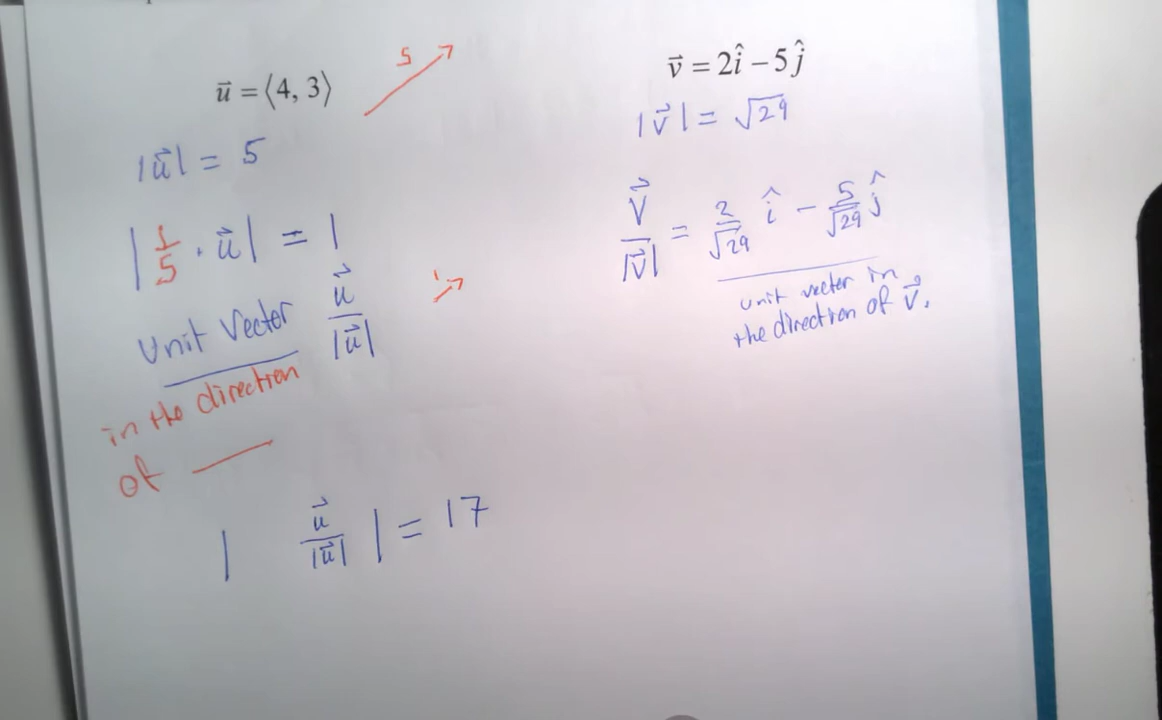 u⃗ = ⟨4, 3⟩
5
|u⃗| = 5
|1/5 · u⃗| = 1
Unit Vector u⃗/|u⃗|
1
in the direction
of ___
| u⃗/|u⃗| | = 17
v⃗ = 2î – 5ĵ
|v⃗| = √29
v⃗/|v⃗| = 2/√29 î – 5/√29 ĵ
unit vector in
the direction of v⃗.